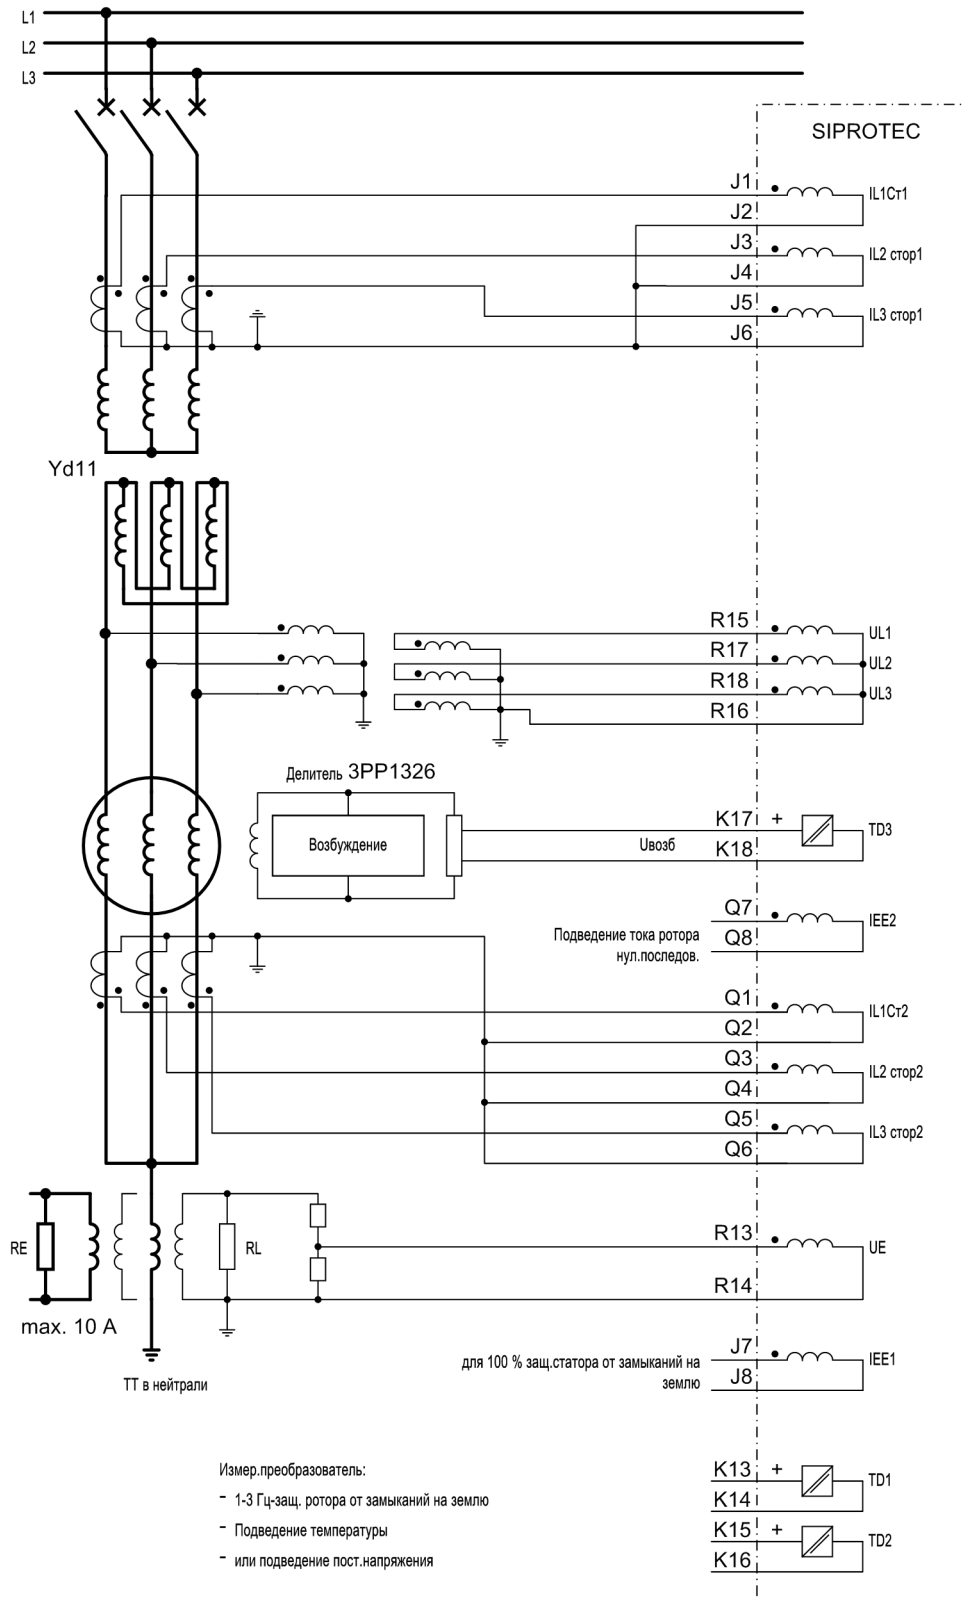 L1
L2
L3
SIPROTEC
J1
IL1Ст1
J2
J3
IL2 стор1
J4
J5
IL3 стор1
J6
Yd11
R15
UL1
R17
UL2
R18
UL3
R16
Делитель 3PP1326
Возбуждение
Uвозб
K17 +
TD3
K18
Q7
IEE2
Q8
Подведение тока ротора
нул.последов.
Q1
IL1Ст2
Q2
Q3
IL2 стор2
Q4
Q5
IL3 стор2
Q6
RE
RL
R13
UE
R14
max. 10 A
ТТ в нейтрали
J7
IEE1
J8
для 100 % защ.статора от замыканий на
землю
Измер.преобразователь:
- 1-3 Гц-защ. ротора от замыканий на землю
- Подведение температуры
- или подведение пост.напряжения
K13 +
TD1
K14
K15 +
TD2
K16